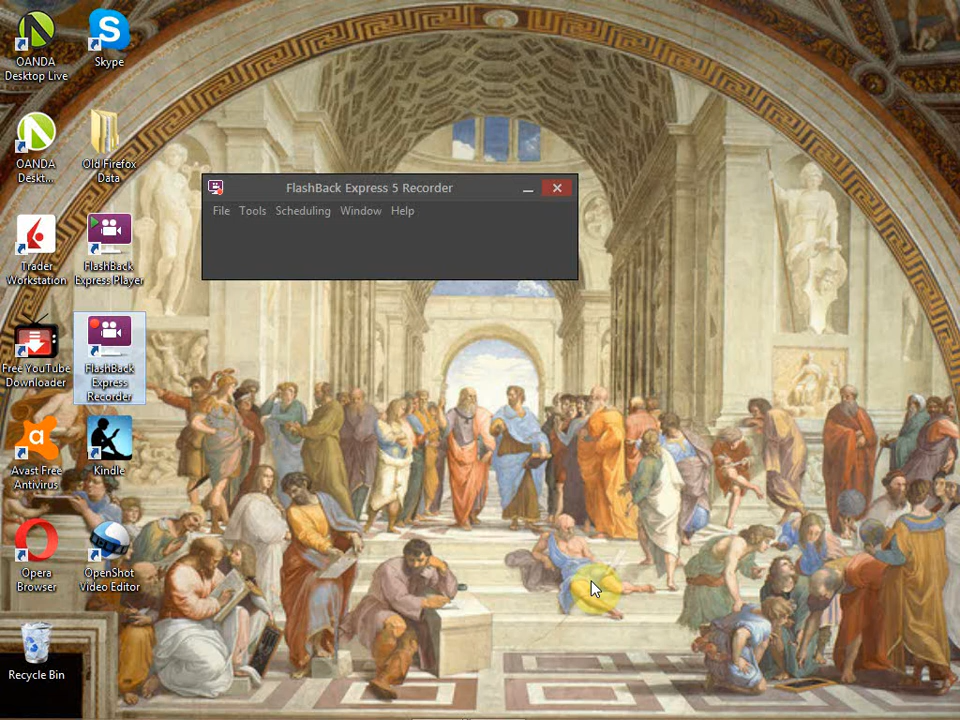 OANDA
Desktop Live
Skype
OANDA
Deskt...
Old Firefox
Data
Trader
Workstation
FlashBack
Express Player
Free YouTube
Downloader
FlashBack
Express
Recorder
Avast Free
Antivirus
Kindle
Opera
Browser
OpenShot
Video Editor
Recycle Bin
FlashBack Express 5 Recorder
File Tools Scheduling Window Help